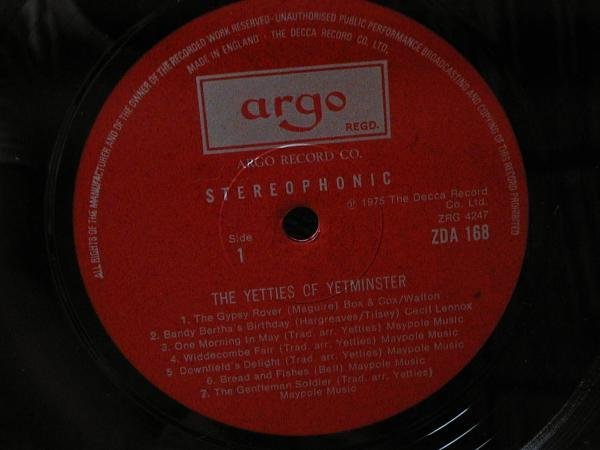 ALL RIGHTS OF THE MANUFACTURER AND OF THE OWNER OF THE RECORDED WORK RESERVED · UNAUTHORISED PUBLIC PERFORMANCE BROADCASTING AND COPYING OF THIS RECORD PROHIBITED
MADE IN ENGLAND · THE DECCA RECORD CO. LTD.
argo
REGD.
ARGO RECORD CO.
STEREOPHONIC
℗ 1975 The Decca Record
Co. Ltd.
ZRG 4247
Side
1
ZDA 168
THE YETTIES OF YETMINSTER
1. The Gypsy Rover (Maguire) Box & Cox/Walton
2. Bandy Bertha's Birthday (Hargreaves/Tilsey) Cecil Lennox
3. One Morning In May (Trad. arr. Yetties) Maypole Music
4. Widdecombe Fair (Trad. arr. Yetties) Maypole Music
5. Downfield's Delight (Trad. arr. Yetties) Maypole Music
6. Bread and Fishes (Bell) Maypole Music
7. The Gentleman Soldier (Trad. arr. Yetties)
Maypole Music